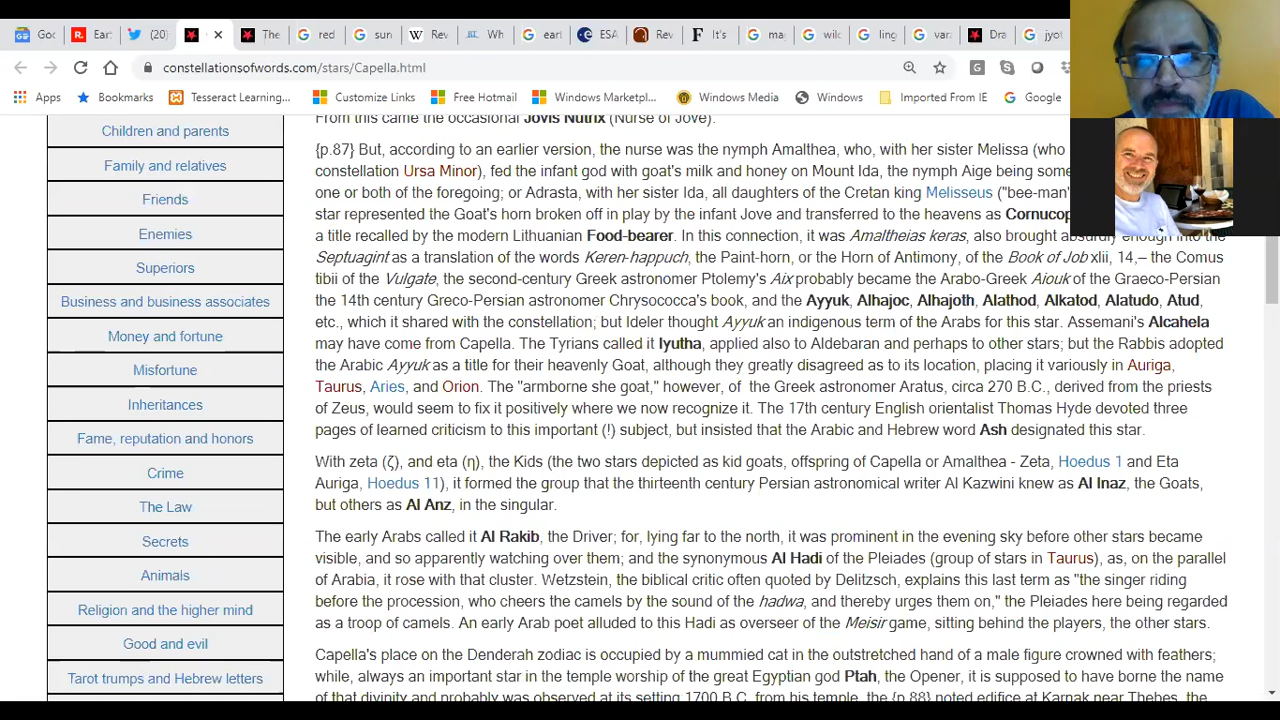 Goo
Ear
(20)
The
red
sun
Rev
Wh
eart
ESA
Rev
It's
ma
wik
ling
vara
Dra
jyot
constellationsofwords.com/stars/Capella.html
Apps
Bookmarks
Tesseract Learning...
Customize Links
Free Hotmail
Windows Marketpl...
Windows Media
Windows
Imported From IE
Google
Children and parents
Family and relatives
Friends
Enemies
Superiors
Business and business associates
Money and fortune
Misfortune
Inheritances
Fame, reputation and honors
Crime
The Law
Secrets
Animals
Religion and the higher mind
Good and evil
Tarot trumps and Hebrew letters
From this came the occasional Jovis Nutrix (Nurse of Jove).
{p.87} But, according to an earlier version, the nurse was the nymph Amalthea, who, with her sister Melissa (who
constellation Ursa Minor), fed the infant god with goat's milk and honey on Mount Ida, the nymph Aige being some
one or both of the foregoing; or Adrasta, with her sister Ida, all daughters of the Cretan king Melisseus ("bee-man"
star represented the Goat's horn broken off in play by the infant Jove and transferred to the heavens as Cornucop
a title recalled by the modern Lithuanian Food-bearer. In this connection, it was Amaltheias keras, also brought absurdly enough into the
Septuagint as a translation of the words Keren-happuch, the Paint-horn, or the Horn of Antimony, of the Book of Job xlii, 14,– the Comus
tibii of the Vulgate, the second-century Greek astronomer Ptolemy's Aix probably became the Arabo-Greek Aiouk of the Graeco-Persian
the 14th century Greco-Persian astronomer Chrysococca's book, and the Ayyuk, Alhajoc, Alhajoth, Alathod, Alkatod, Alatudo, Atud,
etc., which it shared with the constellation; but Ideler thought Ayyuk an indigenous term of the Arabs for this star. Assemani's Alcahela
may have come from Capella. The Tyrians called it Iyutha, applied also to Aldebaran and perhaps to other stars; but the Rabbis adopted
the Arabic Ayyuk as a title for their heavenly Goat, although they greatly disagreed as to its location, placing it variously in Auriga,
Taurus, Aries, and Orion. The "armborne she goat," however, of the Greek astronomer Aratus, circa 270 B.C., derived from the priests
of Zeus, would seem to fix it positively where we now recognize it. The 17th century English orientalist Thomas Hyde devoted three
pages of learned criticism to this important (!) subject, but insisted that the Arabic and Hebrew word Ash designated this star.
With zeta (ζ), and eta (η), the Kids (the two stars depicted as kid goats, offspring of Capella or Amalthea - Zeta, Hoedus 1 and Eta
Auriga, Hoedus 11), it formed the group that the thirteenth century Persian astronomical writer Al Kazwini knew as Al Inaz, the Goats,
but others as Al Anz, in the singular.
The early Arabs called it Al Rakib, the Driver; for, lying far to the north, it was prominent in the evening sky before other stars became
visible, and so apparently watching over them; and the synonymous Al Hadi of the Pleiades (group of stars in Taurus), as, on the parallel
of Arabia, it rose with that cluster. Wetzstein, the biblical critic often quoted by Delitzsch, explains this last term as "the singer riding
before the procession, who cheers the camels by the sound of the hadwa, and thereby urges them on," the Pleiades here being regarded
as a troop of camels. An early Arab poet alluded to this Hadi as overseer of the Meisir game, sitting behind the players, the other stars.
Capella's place on the Denderah zodiac is occupied by a mummied cat in the outstretched hand of a male figure crowned with feathers;
while, always an important star in the temple worship of the great Egyptian god Ptah, the Opener, it is supposed to have borne the name
of that divinity and probably was observed at its setting 1700 B.C. from his temple, the {p.88} noted edifice at Karnak near Thebes, the